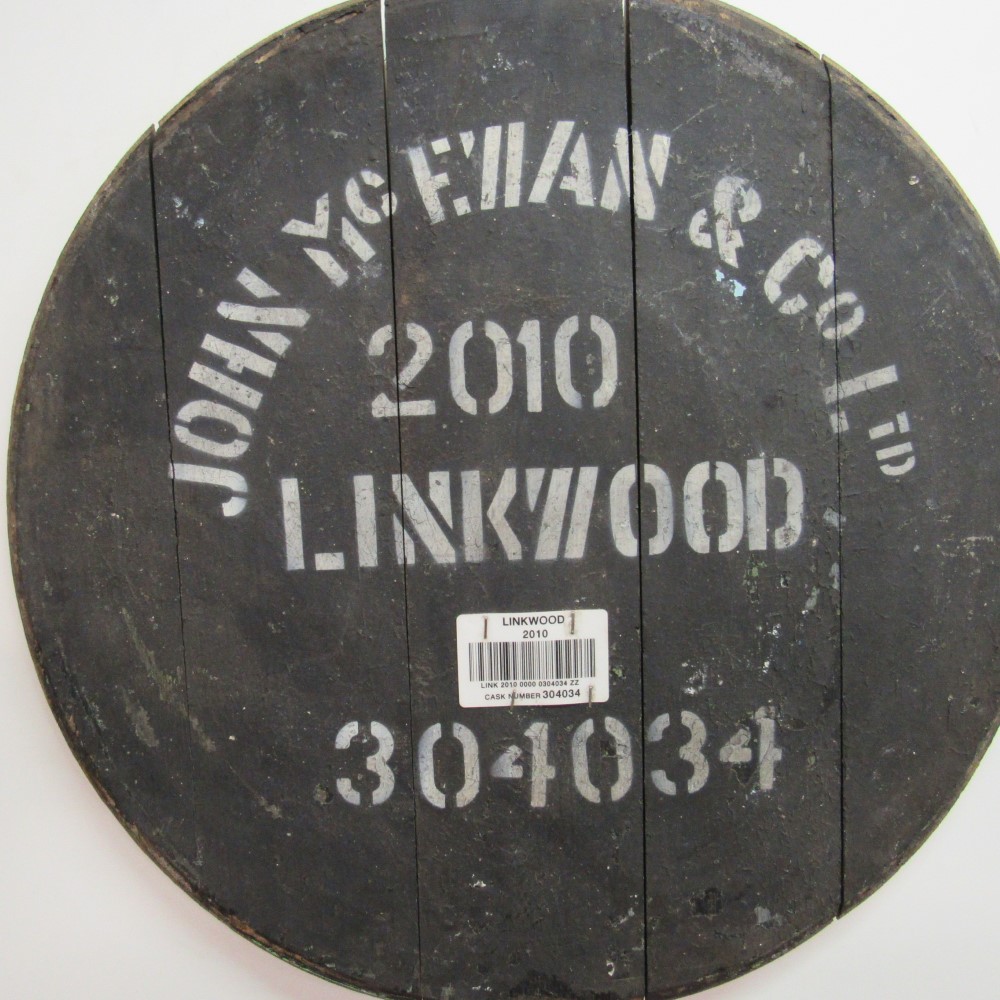 JOHN McEWAN & Co LTD
2010
LINKWOOD
LINKWOOD
2010
LINK 2010 0000 0304034 ZZ
CASK NUMBER 304034
304034